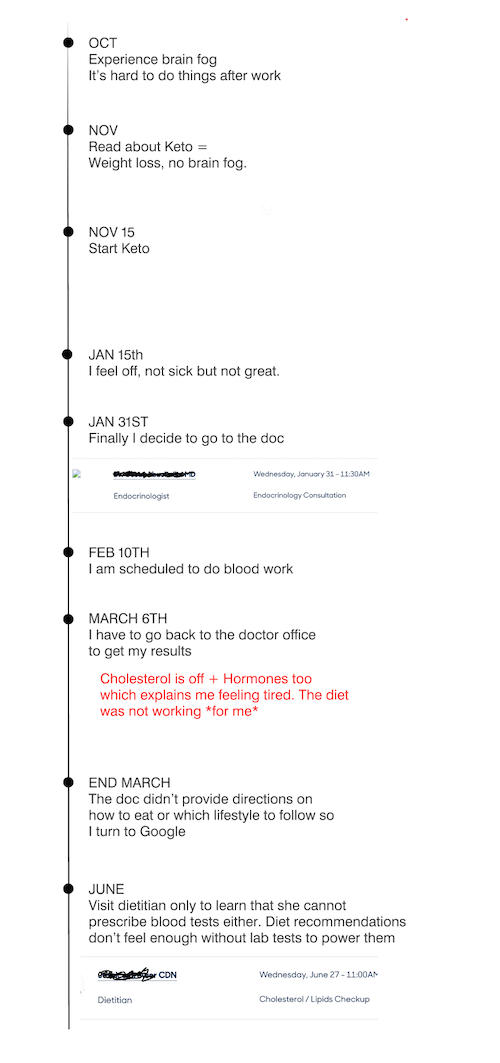 OCT
Experience brain fog
It's hard to do things after work
NOV
Read about Keto =
Weight loss, no brain fog.
NOV 15
Start Keto
JAN 15th
I feel off, not sick but not great.
JAN 31ST
Finally I decide to go to the doc
MD Wednesday, January 31 - 11:30AM
Endocrinologist Endocrinology Consultation
FEB 10TH
I am scheduled to do blood work
MARCH 6TH
I have to go back to the doctor office
to get my results
Cholesterol is off + Hormones too
which explains me feeling tired. The diet
was not working *for me*
END MARCH
The doc didn't provide directions on
how to eat or which lifestyle to follow so
I turn to Google
JUNE
Visit dietitian only to learn that she cannot
prescribe blood tests either. Diet recommendations
don't feel enough without lab tests to power them
CDN Wednesday, June 27 - 11:00AM
Dietitian Cholesterol / Lipids Checkup